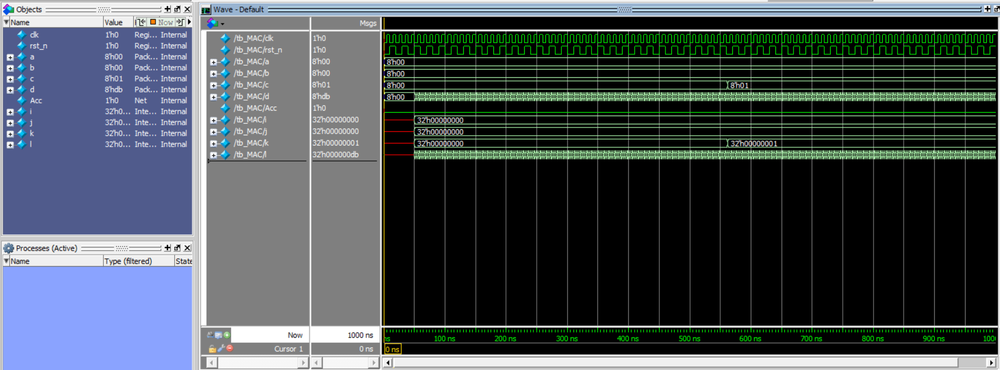 Objects
Name Value Now
clk 1'h0 Regi... Internal
rst_n 1'h0 Regi... Internal
a 8'h00 Pack... Internal
b 8'h00 Pack... Internal
c 8'h01 Pack... Internal
d 8'hdb Pack... Internal
Acc 1'h0 Net Internal
i 32'h0... Inte... Internal
j 32'h0... Inte... Internal
k 32'h0... Inte... Internal
l 32'h0... Inte... Internal
Processes (Active)
Name Type (filtered) State
Wave - Default
Msgs
/tb_MAC/clk 1'h0
/tb_MAC/rst_n 1'h0
/tb_MAC/a 8'h00 8'h00
/tb_MAC/b 8'h00 8'h00
/tb_MAC/c 8'h01 8'h00 8'h01
/tb_MAC/d 8'hdb 8'h00
/tb_MAC/Acc 1'h0
/tb_MAC/i 32'h00000000 32'h00000000
/tb_MAC/j 32'h00000000 32'h00000000
/tb_MAC/k 32'h00000001 32'h00000000 32'h00000001
/tb_MAC/l 32'h000000db
Now 1000 ns ns 100 ns 200 ns 300 ns 400 ns 500 ns 600 ns 700 ns 800 ns 900 ns 1000
Cursor 1 0 ns 0 ns